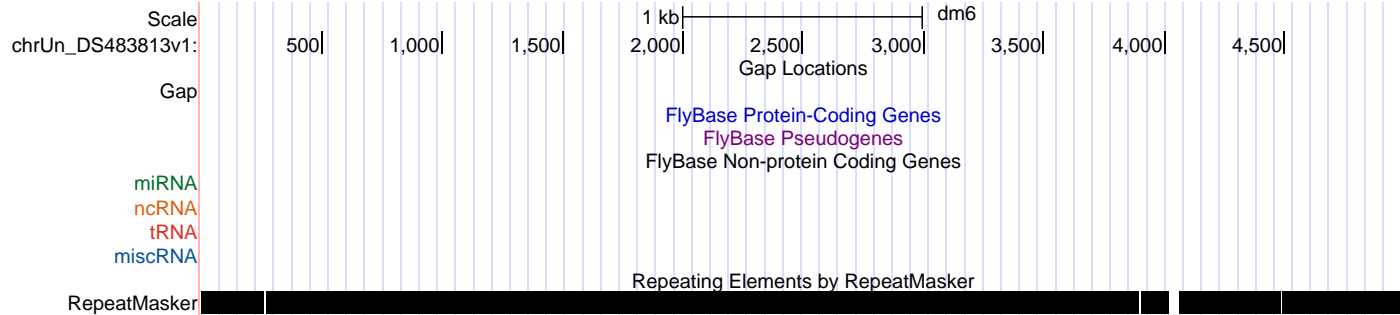 Scale 1 kb dm6
chrUn_DS483813v1: 500 1,000 1,500 2,000 2,500 3,000 3,500 4,000 4,500
Gap Locations
Gap
FlyBase Protein-Coding Genes
FlyBase Pseudogenes
FlyBase Non-protein Coding Genes
miRNA
ncRNA
tRNA
miscRNA
Repeating Elements by RepeatMasker
RepeatMasker